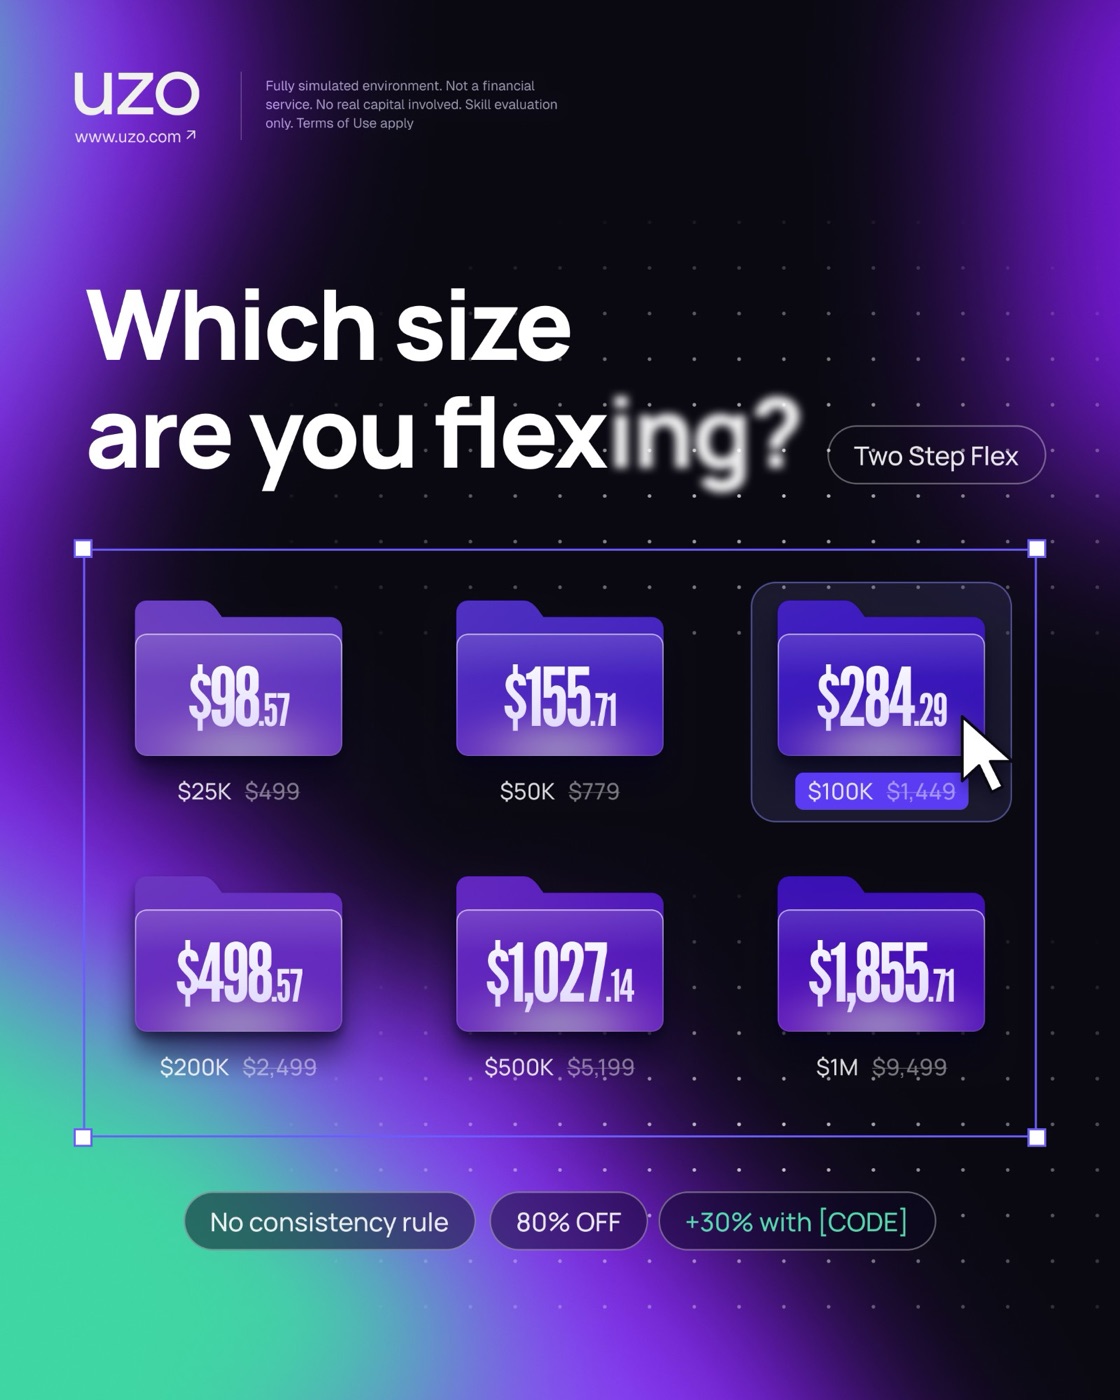 uzo
www.uzo.com ↗
Fully simulated environment. Not a financial
service. No real capital involved. Skill evaluation
only. Terms of Use apply
Which size
are you flexing?
Two Step Flex
$98.57
$155.71
$284.29
$25K $499
$50K $779
$100K $1,449
$498.57
$1,027.14
$1,855.71
$200K $2,499
$500K $5,199
$1M $9,499
No consistency rule
80% OFF
+30% with [CODE]